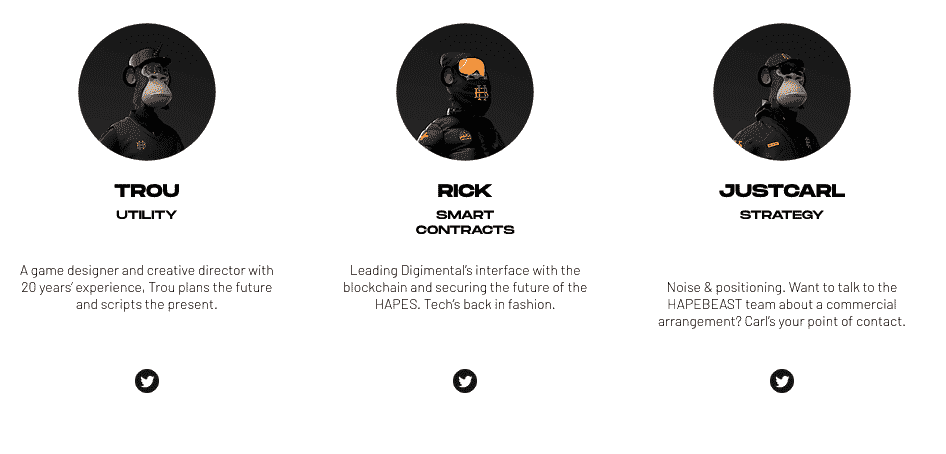 TROU
UTILITY
A game designer and creative director with
20 years' experience, Trou plans the future
and scripts the present.
RICK
SMART
CONTRACTS
Leading Digimental's interface with the
blockchain and securing the future of the
HAPES. Tech's back in fashion.
JUSTCARL
STRATEGY
Noise & positioning. Want to talk to the
HAPEBEAST team about a commercial
arrangement? Carl's your point of contact.